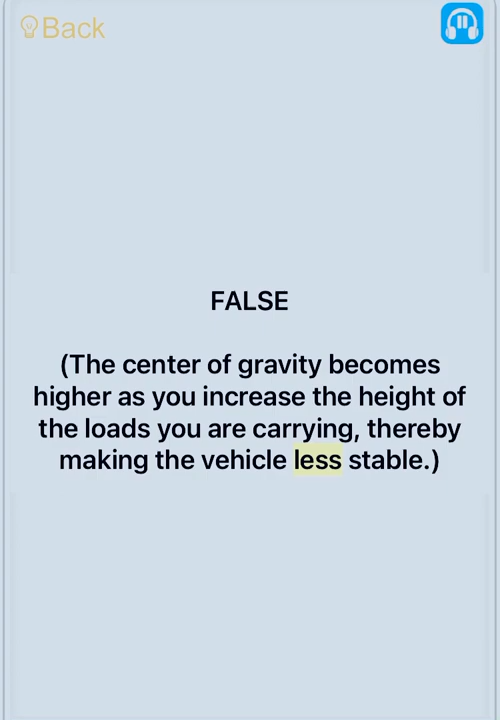 Back
FALSE
(The center of gravity becomes
higher as you increase the height of
the loads you are carrying, thereby
making the vehicle less stable.)